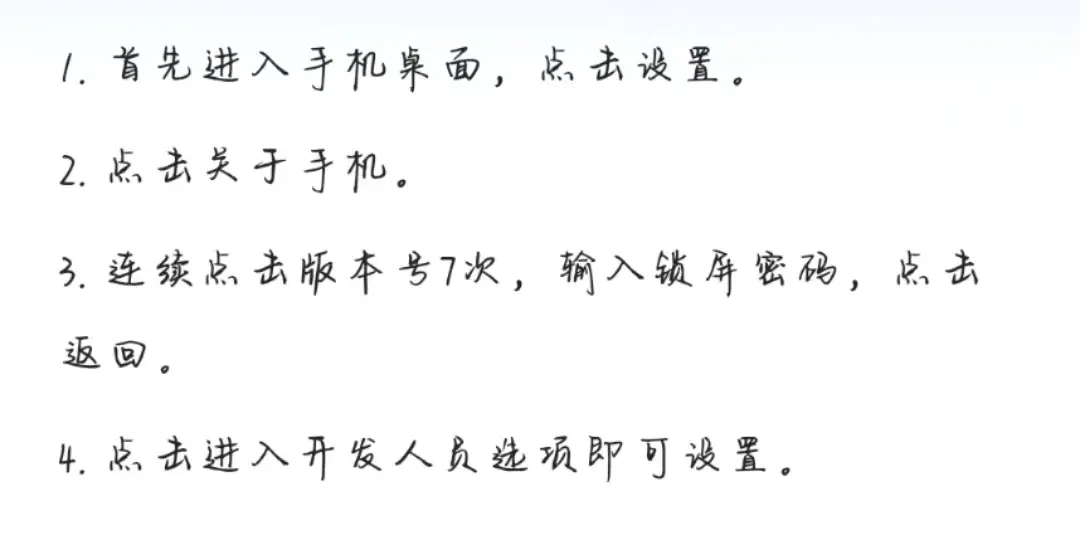 1. 首先进入手机桌面，点击设置。
2. 点击关于手机。
3. 连续点击版本号7次，输入锁屏密码，点击
返回。
4. 点击进入开发人员选项即可设置。